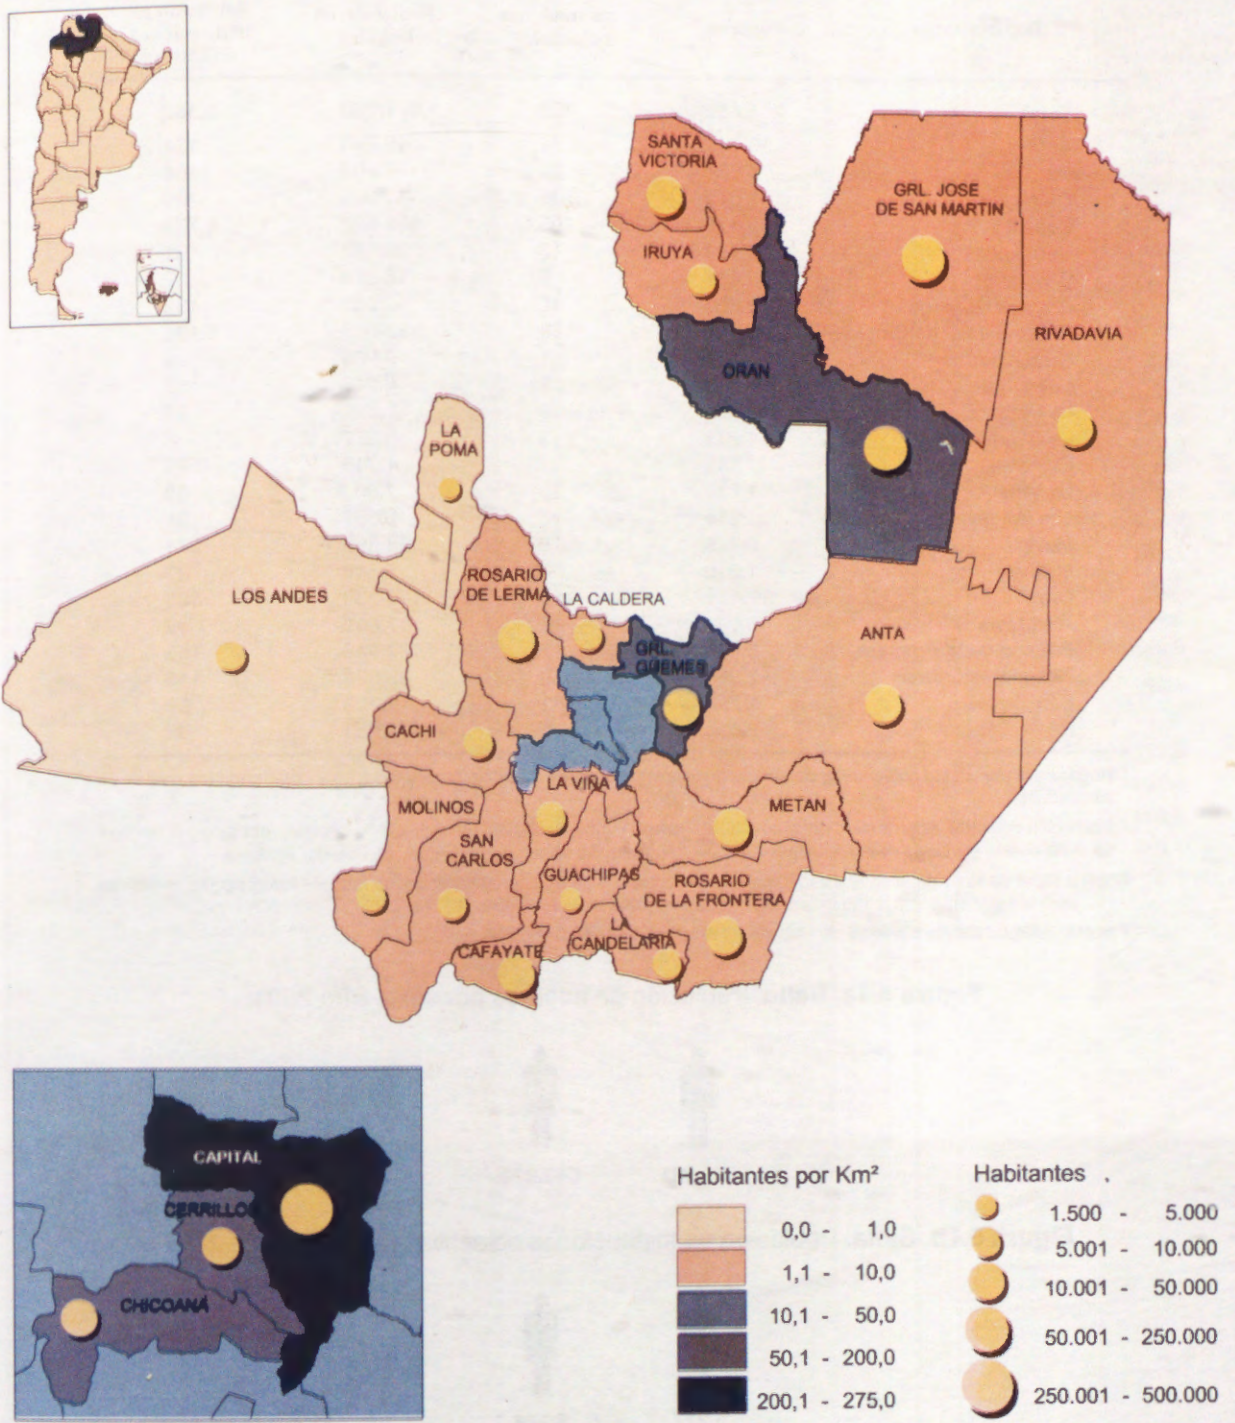 SANTA
VICTORIA
GRL. JOSE
DE SAN MARTIN
IRUYA
RIVADAVIA
ORAN
LA
POMA
ROSARIO
DE LERMA
LA CALDERA
LOS ANDES
ANTA
GRL.
GÜEMES
CACHI
LA VIÑA
MOLINOS
METAN
SAN
CARLOS
GUACHIPAS
ROSARIO
DE LA FRONTERA
LA
CANDELARIA
CAFAYATE
CAPITAL
CERRILLOS
CHICOANÁ
Habitantes por Km²
0,0 - 1,0
1,1 - 10,0
10,1 - 50,0
50,1 - 200,0
200,1 - 275,0
Habitantes
1.500 - 5.000
5.001 - 10.000
10.001 - 50.000
50.001 - 250.000
250.001 - 500.000